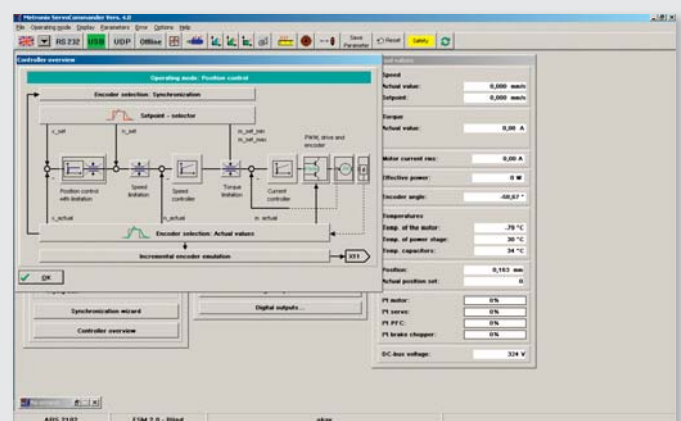 Metronix ServoCommander Vers. 4.0
File Operating mode Display Parameters Error Options Help
RS232 USB UDP Offline Save Parameter Reset Safety
Controller overview
Operating mode: Position control
Encoder selection: Synchronization
Setpoint - selector
x_set n_set m_set_min
m_set_max
PWM, drive and encoder
Position control with limitation
Speed limitation
Speed controller
Torque limitation
Current controller
x_actual n_actual m_actual
Encoder selection: Actual values
Incremental encoder emulation
X11
OK
Synchronization wizard
Controller overview
Digital outputs...
Actual values
Speed
Actual value: 0,000 mm/s
Setpoint: 0,000 mm/s
Torque
Actual value: 0,00 A
Motor current rms: 0,00 A
Effective power: 0 W
Encoder angle: -60,67 °
Temperatures
Temp. of the motor: -70 °C
Temp. of power stage: 30 °C
Temp. capacitors: 34 °C
Position: 0,183 mm
Actual position set: 0
I²t motor: 0%
I²t servo: 0%
I²t PFC: 0%
I²t brake chopper: 0%
DC-bus voltage: 324 V
ARS 2102